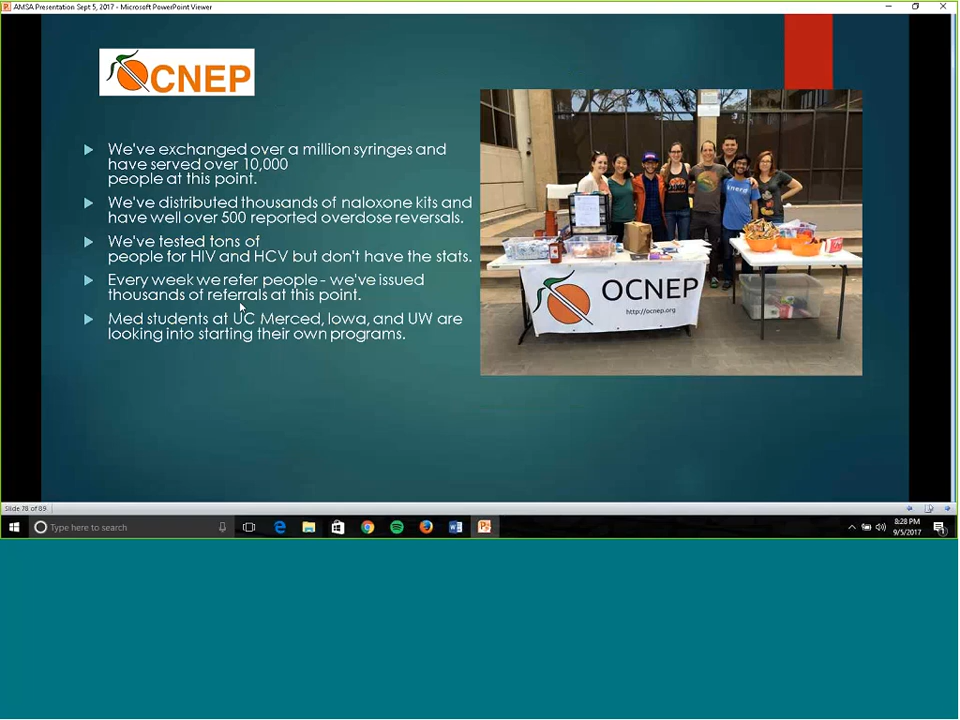 AMSA Presentation Sept 5, 2017 - Microsoft PowerPoint Viewer
OCNEP
We've exchanged over a million syringes and
have served over 10,000
people at this point.
We've distributed thousands of naloxone kits and
have well over 500 reported overdose reversals.
We've tested tons of
people for HIV and HCV but don't have the stats.
Every week we refer people - we've issued
thousands of referrals at this point.
Med students at UC Merced, Iowa, and UW are
looking into starting their own programs.
nerd
OCNEP
http://ocnep.org
Slide 78 of 89
Type here to search
8:28 PM
9/5/2017